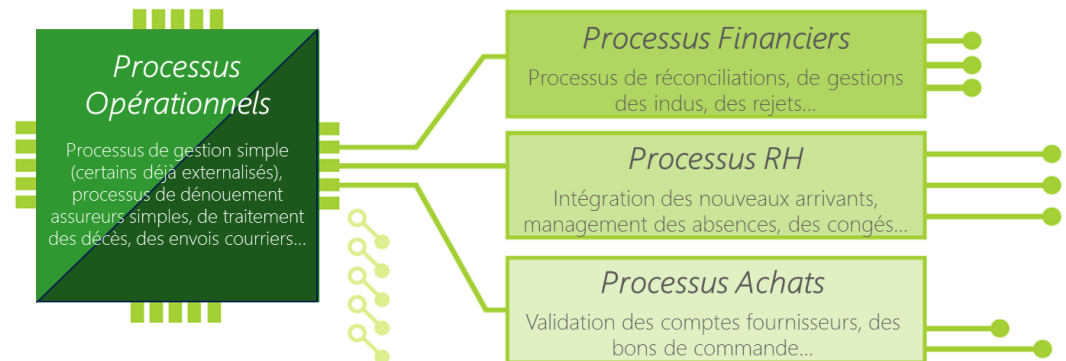 Processus
Opérationnels
Processus de gestion simple
(certains déjà externalisés),
processus de dénouement
assureurs simples, de traitement
des décès, des envois courriers...
Processus Financiers
Processus de réconciliations, de gestions
des indus, des rejets...
Processus RH
Intégration des nouveaux arrivants,
management des absences, des congés...
Processus Achats
Validation des comptes fournisseurs, des
bons de commande...